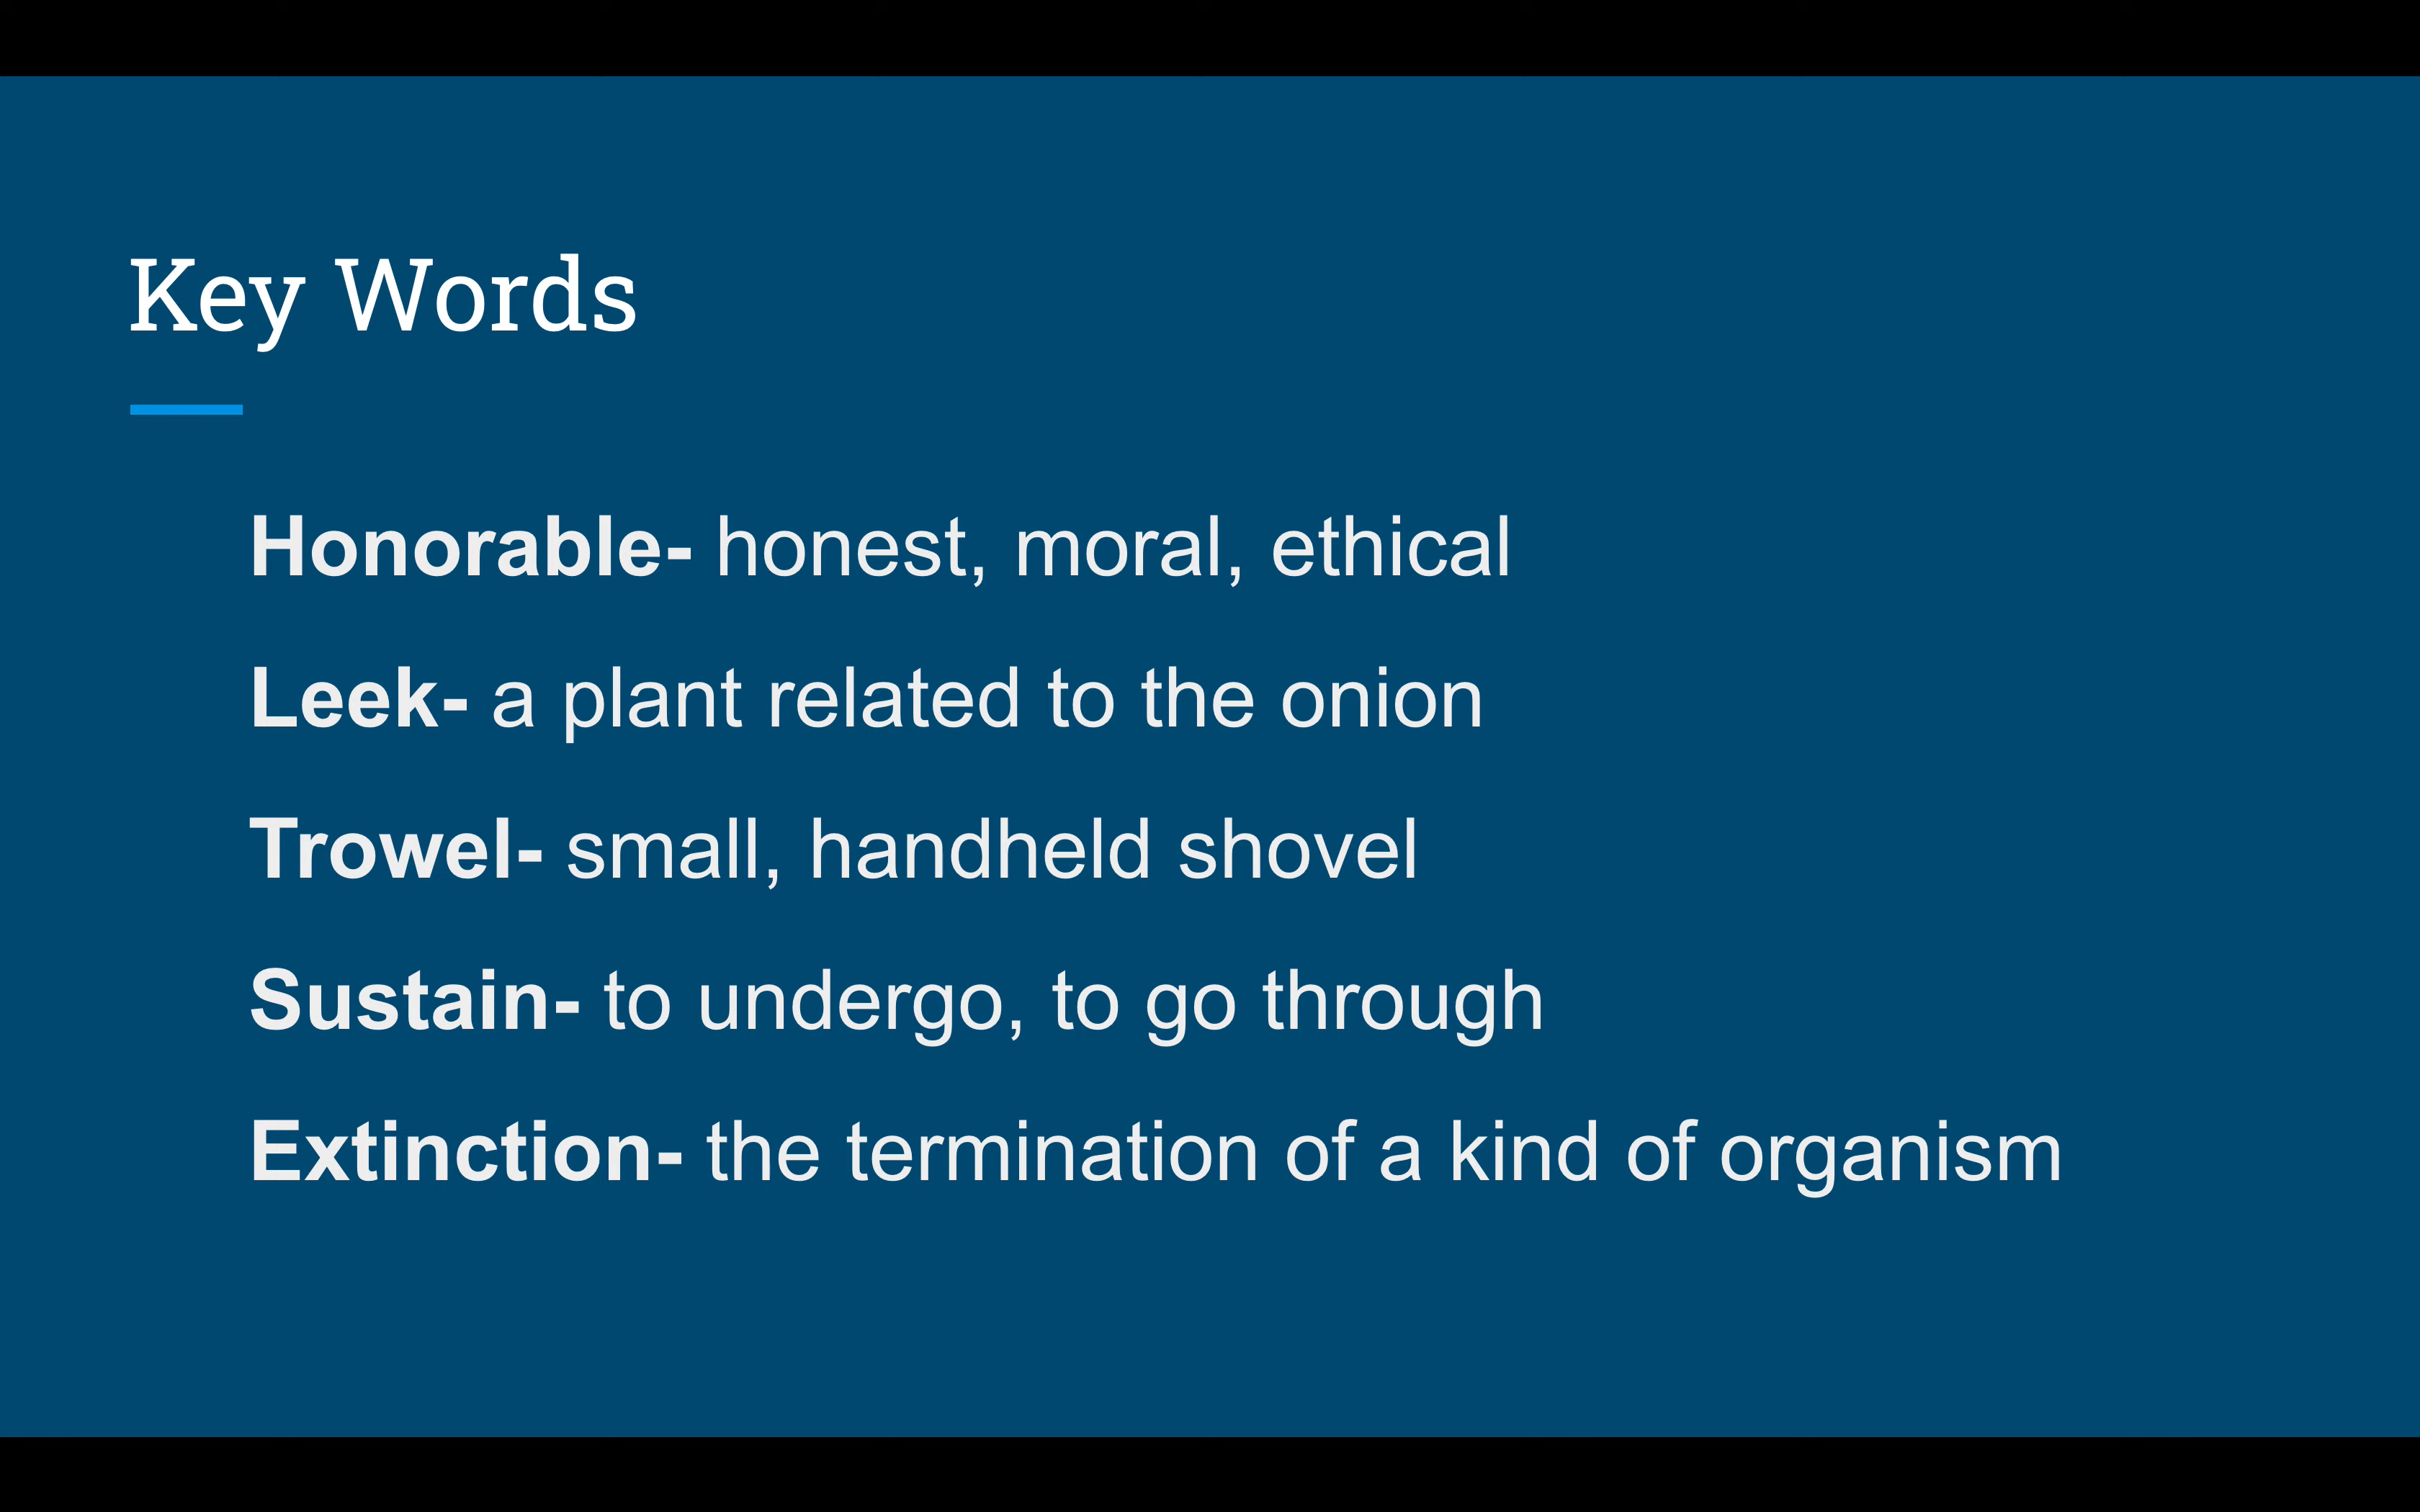 Key Words
Honorable- honest, moral, ethical
Leek- a plant related to the onion
Trowel- small, handheld shovel
Sustain- to undergo, to go through
Extinction- the termination of a kind of organism